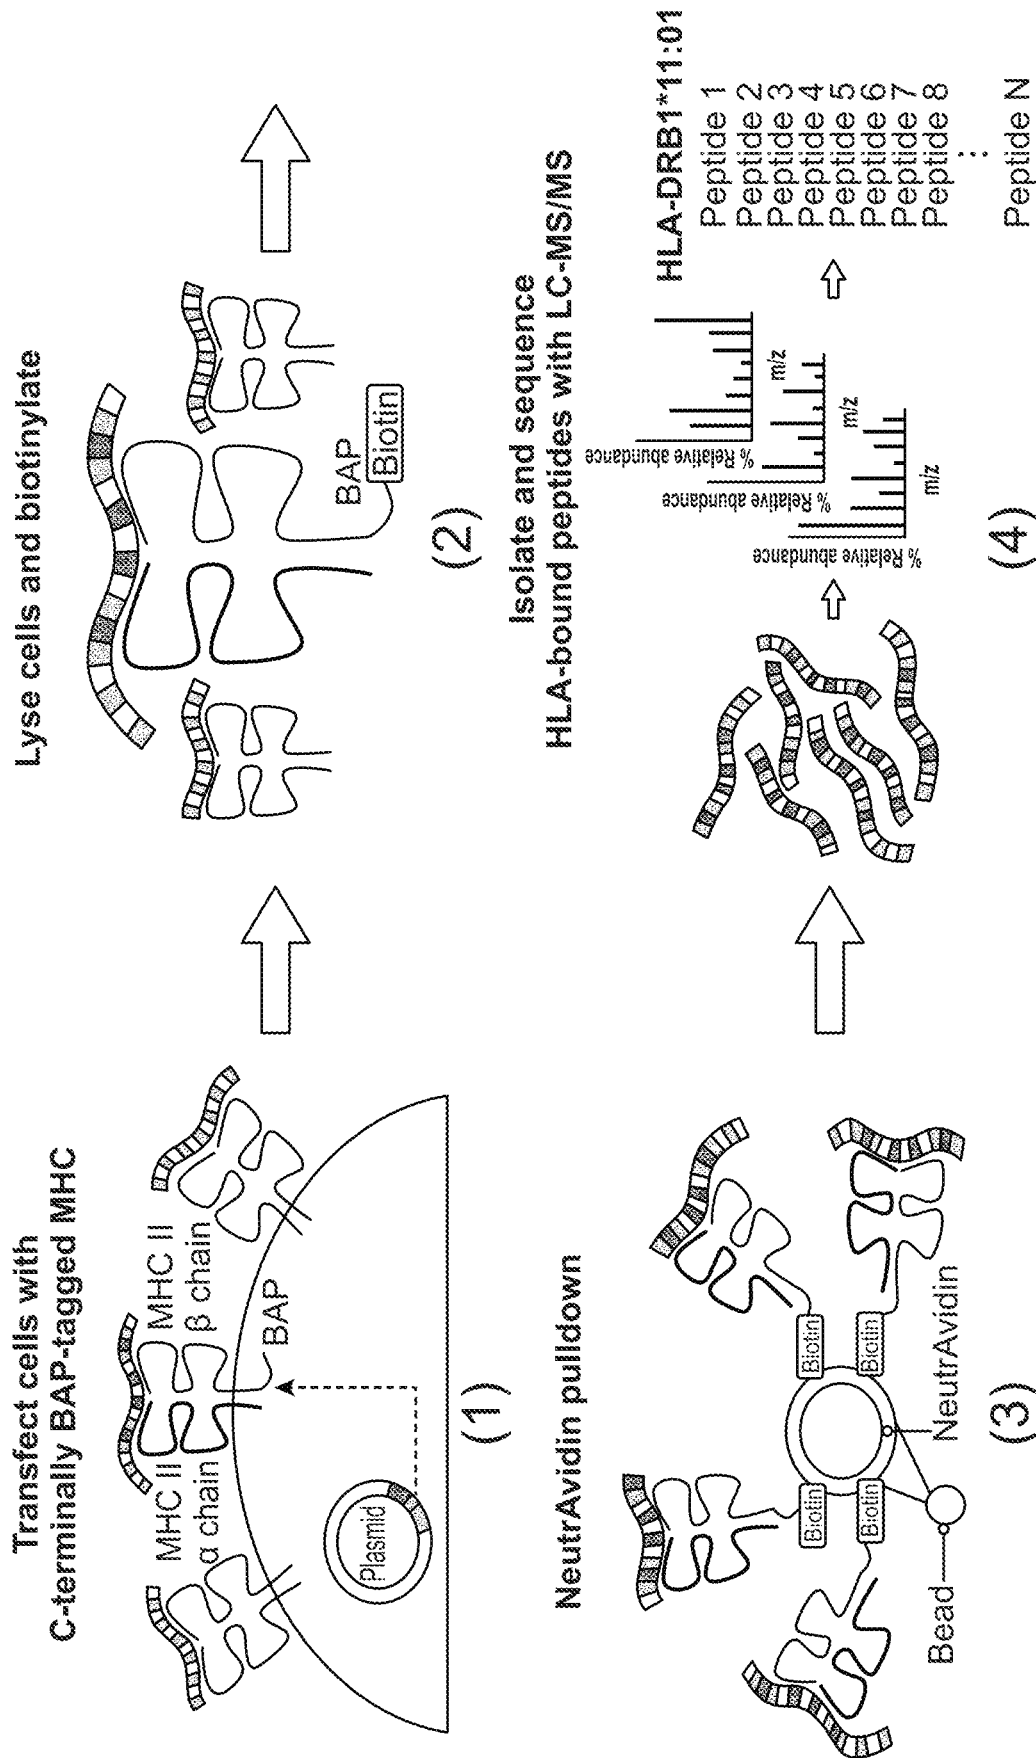 Transfect cells with
C-terminally BAP-tagged MHC
MHC II
α chain
MHC II
β chain
BAP
Plasmid
(1)
Lyse cells and biotinylate
BAP
Biotin
(2)
NeutrAvidin pulldown
Biotin
Biotin
Biotin
Biotin
Bead
NeutrAvidin
(3)
Isolate and sequence
HLA-bound peptides with LC-MS/MS
% Relative abundance
m/z
% Relative abundance
m/z
% Relative abundance
m/z
HLA-DRB1*11:01
Peptide 1
Peptide 2
Peptide 3
Peptide 4
Peptide 5
Peptide 6
Peptide 7
Peptide 8
⋮
Peptide N
(4)